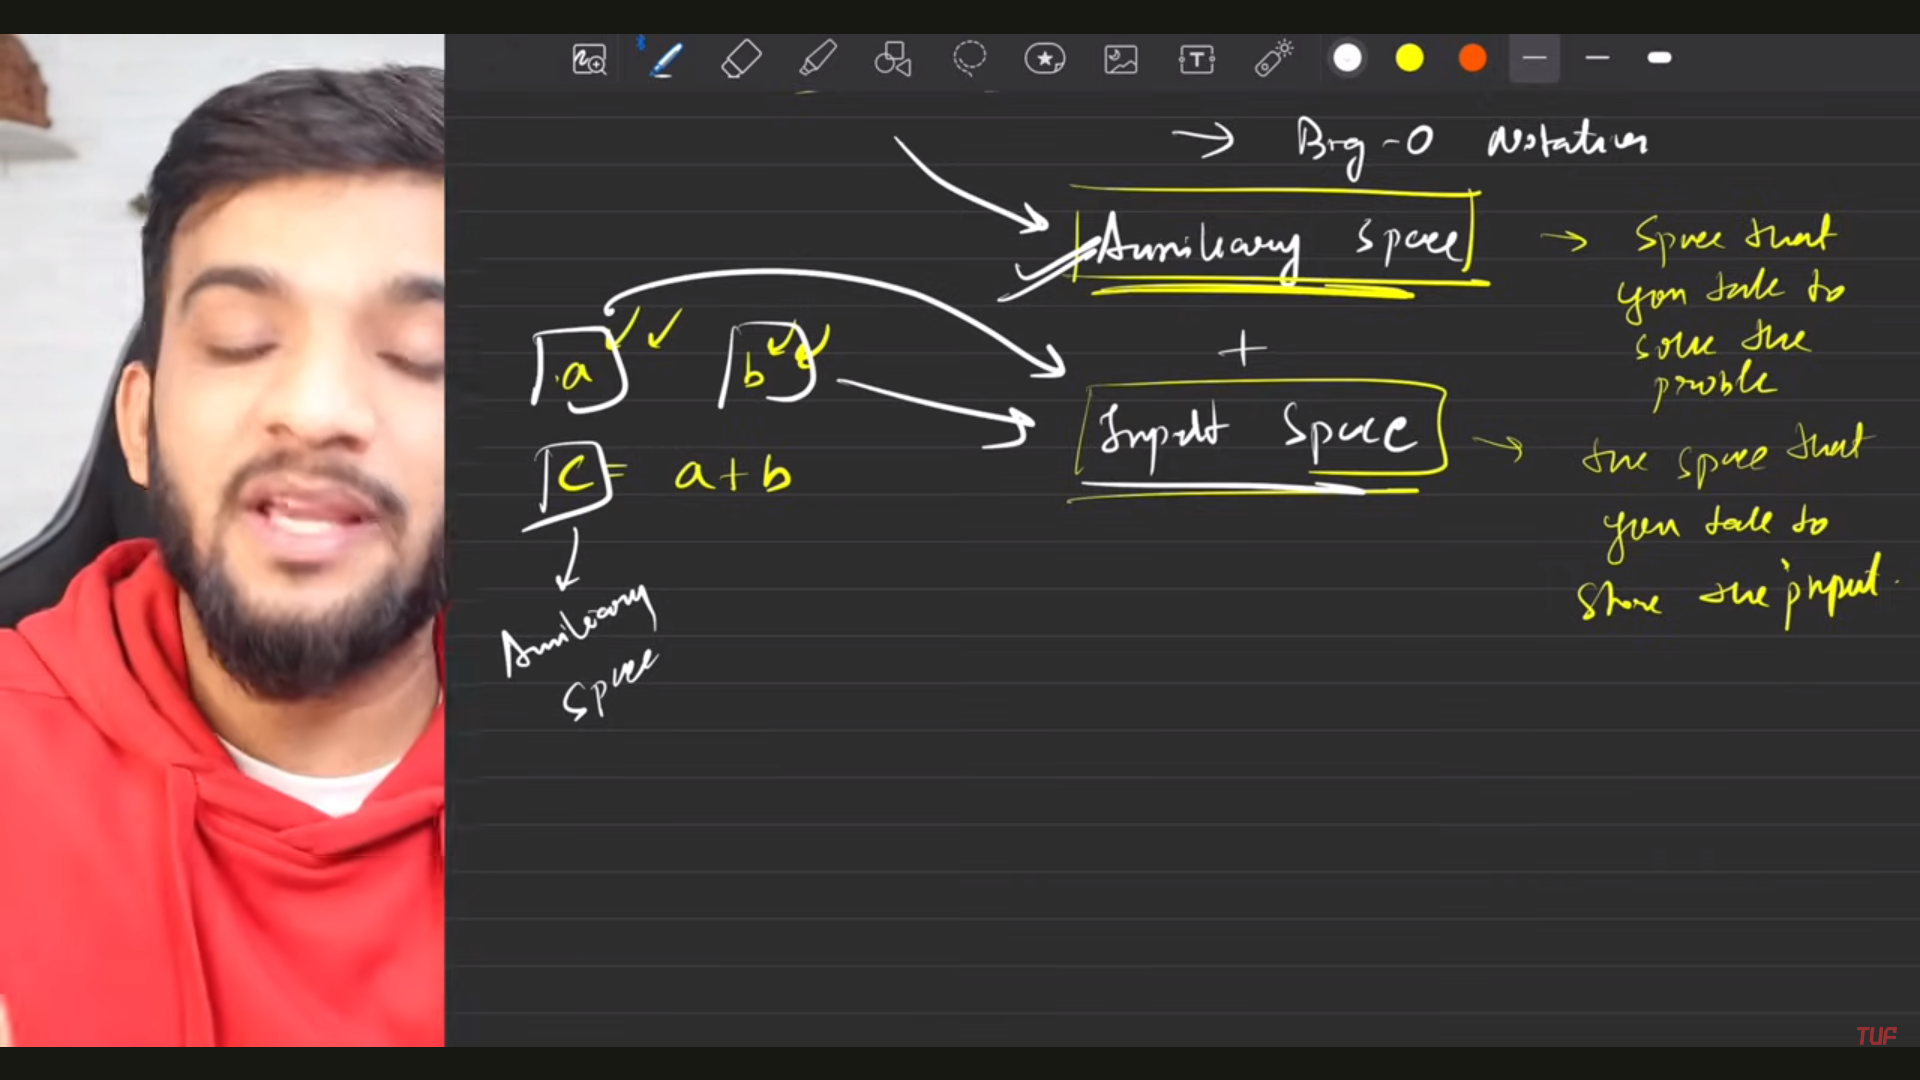 → Big-O Notation
Auxiliary Space
+
Input Space
→ Space that
you take to
solve the
proble
→ the space that
you take to
store the input.
a b
c = a + b
Auxiliary
Space
T
TUF